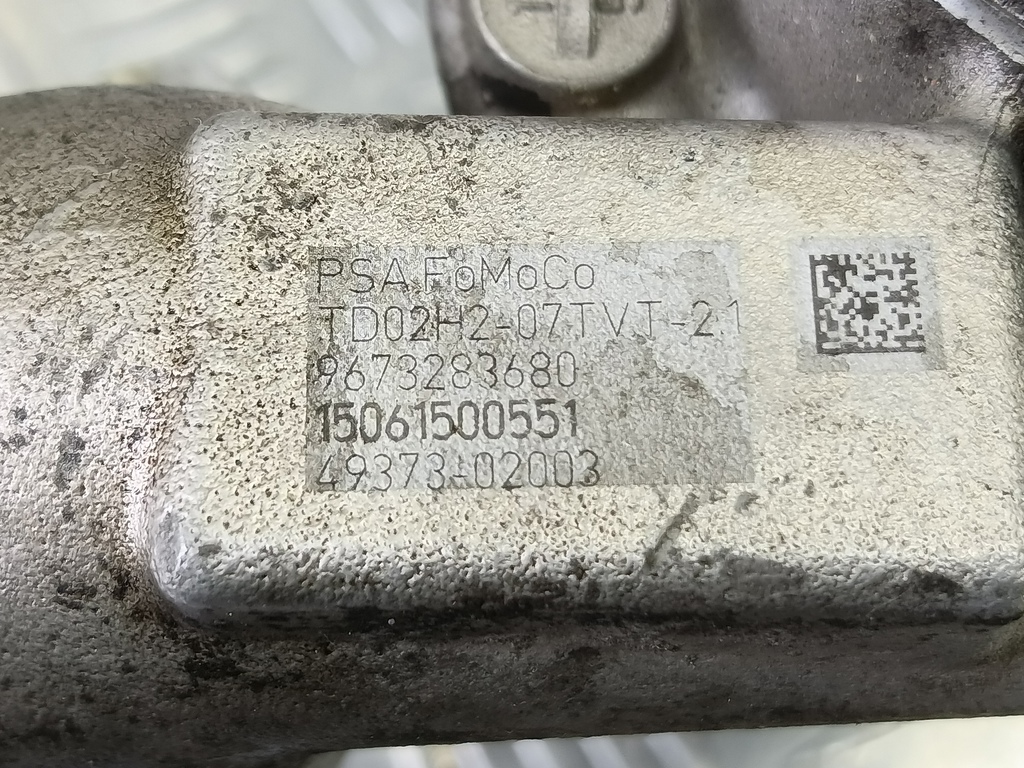 PSA FoMoCo
TD02H2-07TVT-2.1
9673283680
15061500551
49373-02003